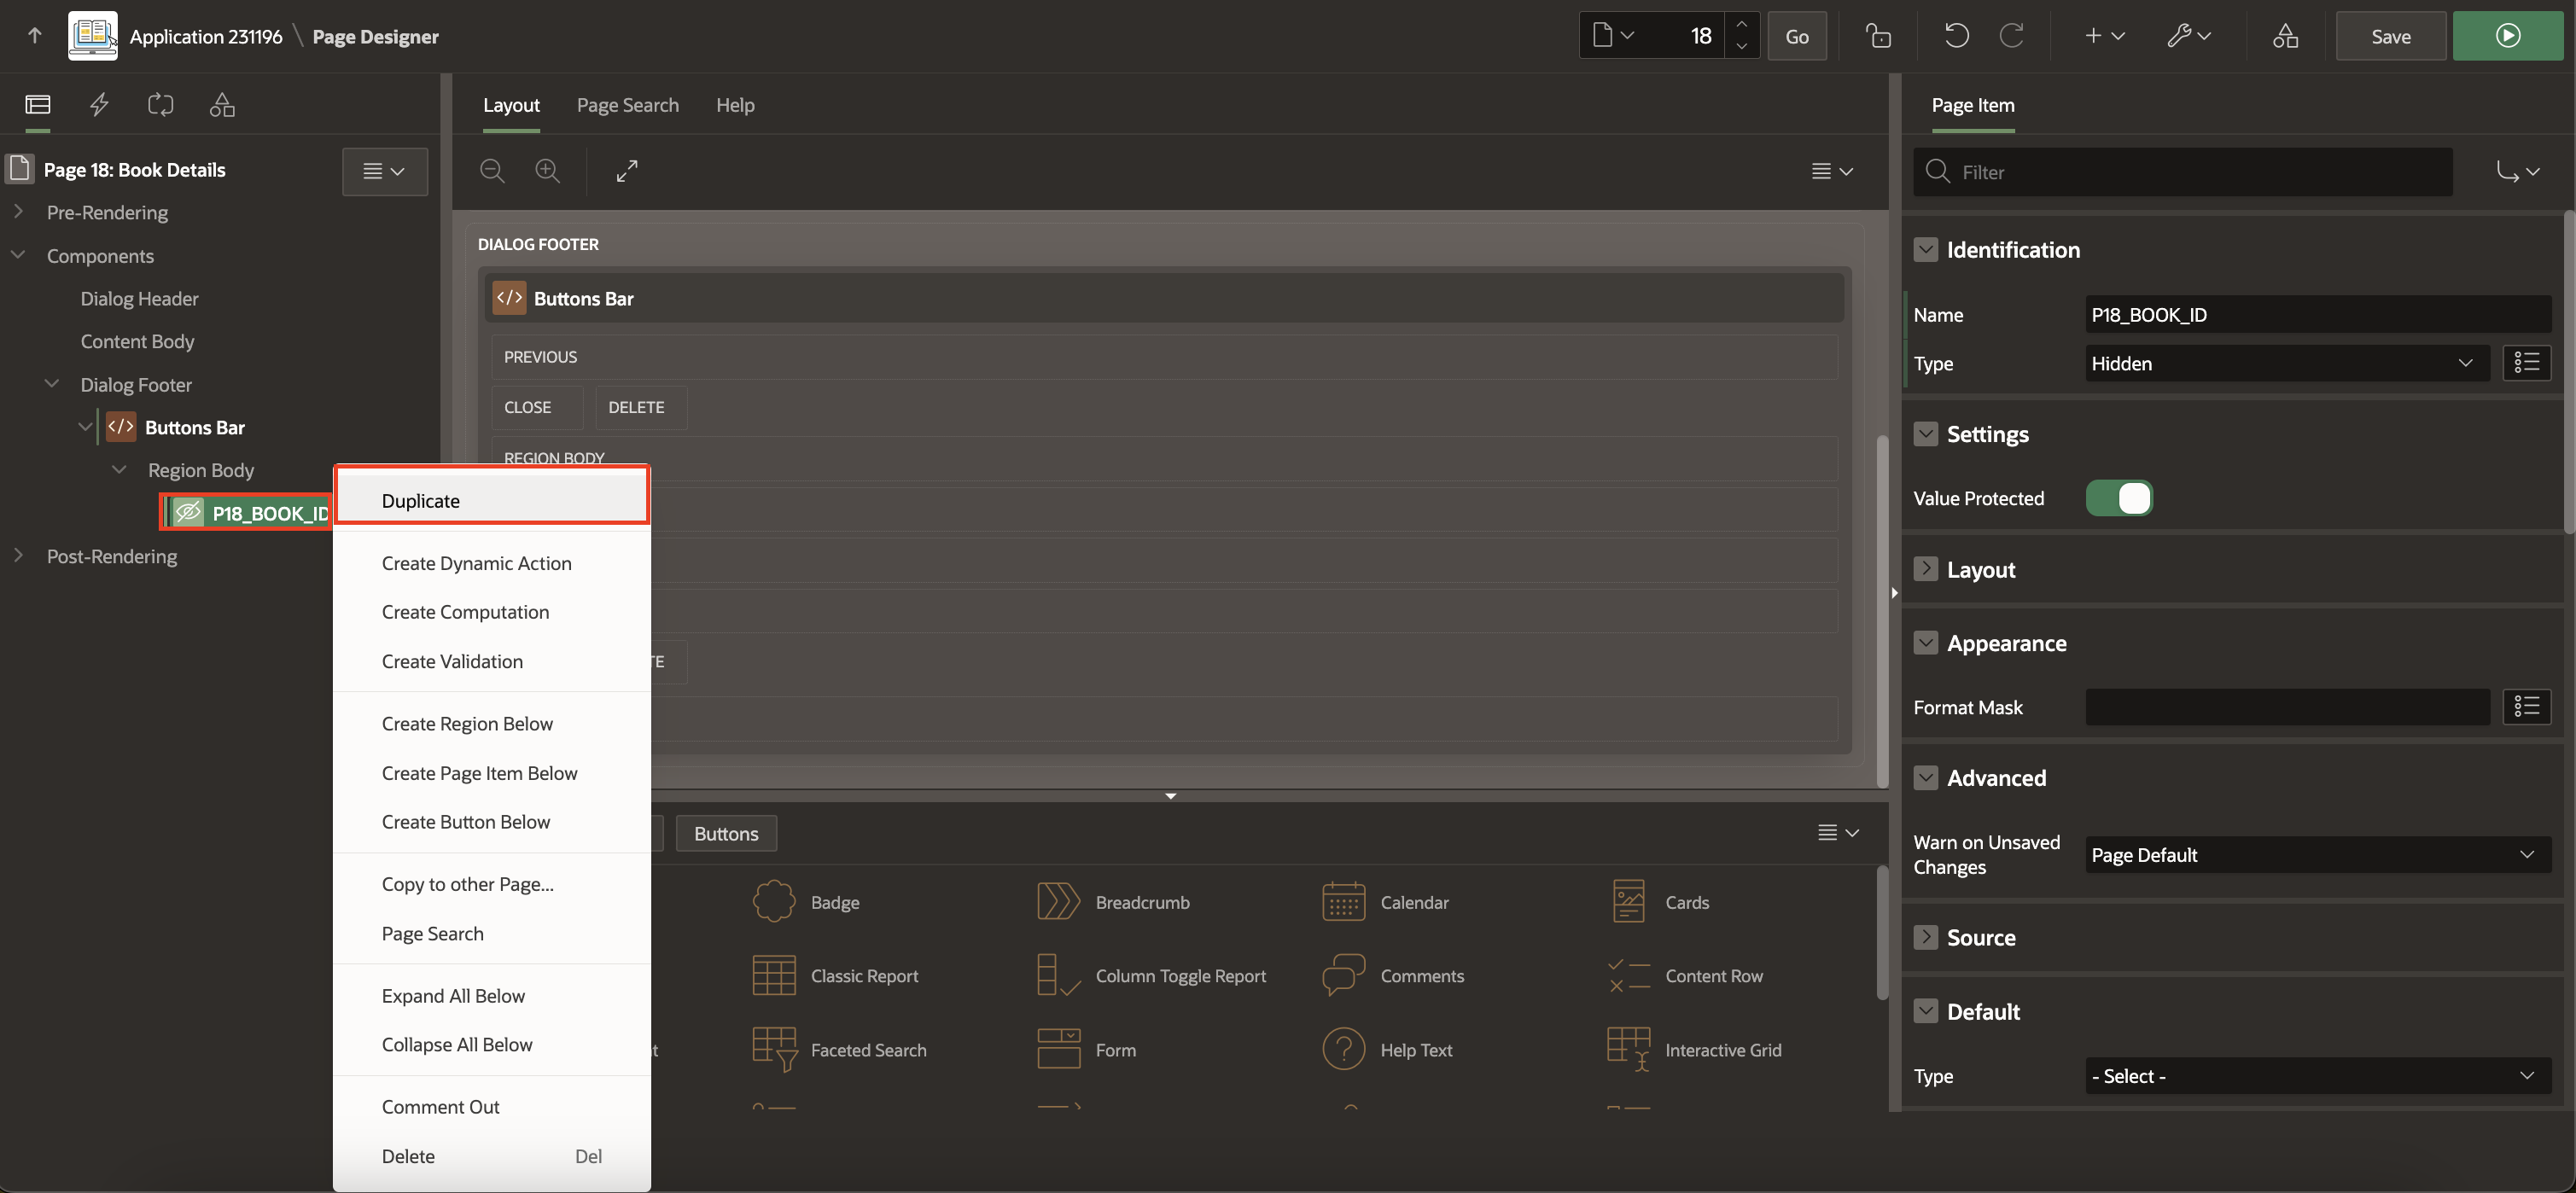 Application 231196 \ Page Designer
18
Go
Save
Layout
Page Search
Help
Page Item
Page 18: Book Details
Pre-Rendering
Components
Dialog Header
Content Body
Dialog Footer
Buttons Bar
Region Body
P18_BOOK_ID
Post-Rendering
Duplicate
Create Dynamic Action
Create Computation
Create Validation
Create Region Below
Create Page Item Below
Create Button Below
Copy to other Page...
Page Search
Expand All Below
Collapse All Below
Comment Out
Delete Del
DIALOG FOOTER
Buttons Bar
PREVIOUS
CLOSE
DELETE
REGION BODY
TE
Buttons
Badge
Breadcrumb
Calendar
Cards
Classic Report
Column Toggle Report
Comments
Content Row
t
Faceted Search
Form
Help Text
Interactive Grid
Filter
Identification
Name
P18_BOOK_ID
Type
Hidden
Settings
Value Protected
Layout
Appearance
Format Mask
Advanced
Warn on Unsaved
Changes
Page Default
Source
Default
Type
- Select -